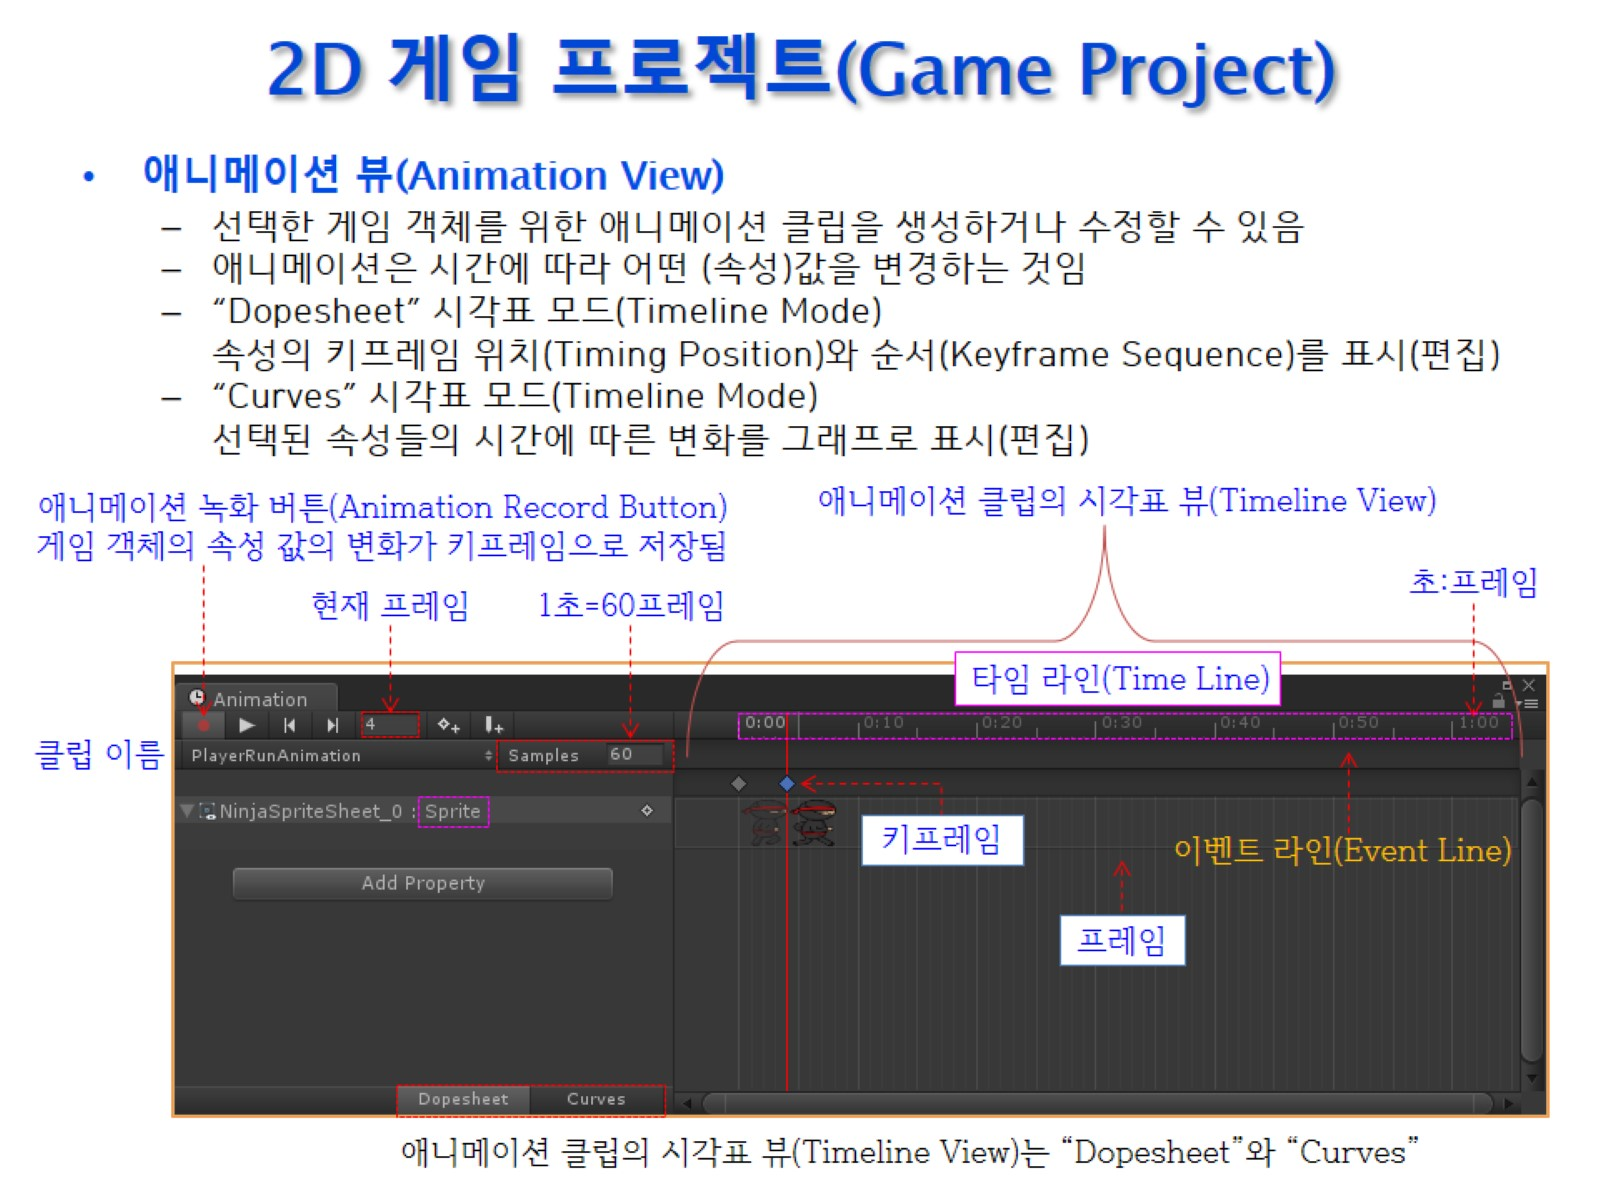 2D 게임 프로젝트(Game Project)
• 애니메이션 뷰(Animation View)
– 선택한 게임 객체를 위한 애니메이션 클립을 생성하거나 수정할 수 있음
– 애니메이션은 시간에 따라 어떤 (속성)값을 변경하는 것임
– “Dopesheet” 시각표 모드(Timeline Mode)
속성의 키프레임 위치(Timing Position)와 순서(Keyframe Sequence)를 표시(편집)
– “Curves” 시각표 모드(Timeline Mode)
선택된 속성들의 시간에 따른 변화를 그래프로 표시(편집)
애니메이션 녹화 버튼(Animation Record Button)
게임 객체의 속성 값의 변화가 키프레임으로 저장됨
애니메이션 클립의 시각표 뷰(Timeline View)
초:프레임
현재 프레임
1초=60프레임
타임 라인(Time Line)
Animation
4
0:00 0:10 0:20 0:30 0:40 0:50 1:00
클립 이름
PlayerRunAnimation
Samples 60
NinjaSpriteSheet_0 : Sprite
키프레임
이벤트 라인(Event Line)
Add Property
프레임
Dopesheet Curves
애니메이션 클립의 시각표 뷰(Timeline View)는 “Dopesheet”와 “Curves”